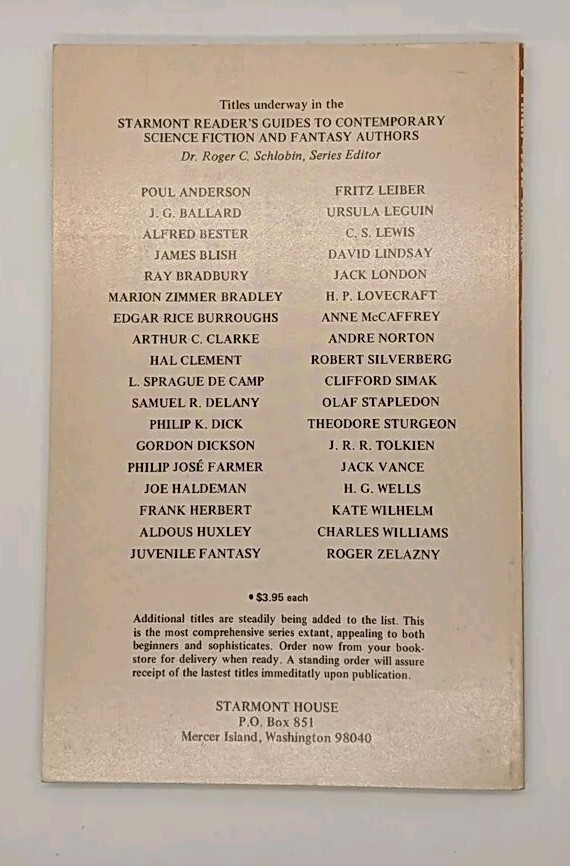 Titles underway in the
STARMONT READER'S GUIDES TO CONTEMPORARY
SCIENCE FICTION AND FANTASY AUTHORS
Dr. Roger C. Schlobin, Series Editor
POUL ANDERSON
J. G. BALLARD
ALFRED BESTER
JAMES BLISH
RAY BRADBURY
MARION ZIMMER BRADLEY
EDGAR RICE BURROUGHS
ARTHUR C. CLARKE
HAL CLEMENT
L. SPRAGUE DE CAMP
SAMUEL R. DELANY
PHILIP K. DICK
GORDON DICKSON
PHILIP JOSÉ FARMER
JOE HALDEMAN
FRANK HERBERT
ALDOUS HUXLEY
JUVENILE FANTASY
FRITZ LEIBER
URSULA LEGUIN
C. S. LEWIS
DAVID LINDSAY
JACK LONDON
H. P. LOVECRAFT
ANNE McCAFFREY
ANDRE NORTON
ROBERT SILVERBERG
CLIFFORD SIMAK
OLAF STAPLEDON
THEODORE STURGEON
J. R. R. TOLKIEN
JACK VANCE
H. G. WELLS
KATE WILHELM
CHARLES WILLIAMS
ROGER ZELAZNY
• $3.95 each
Additional titles are steadily being added to the list. This
is the most comprehensive series extant, appealing to both
beginners and sophisticates. Order now from your book-
store for delivery when ready. A standing order will assure
receipt of the lastest titles immeditatly upon publication.
STARMONT HOUSE
P.O. Box 851
Mercer Island, Washington 98040